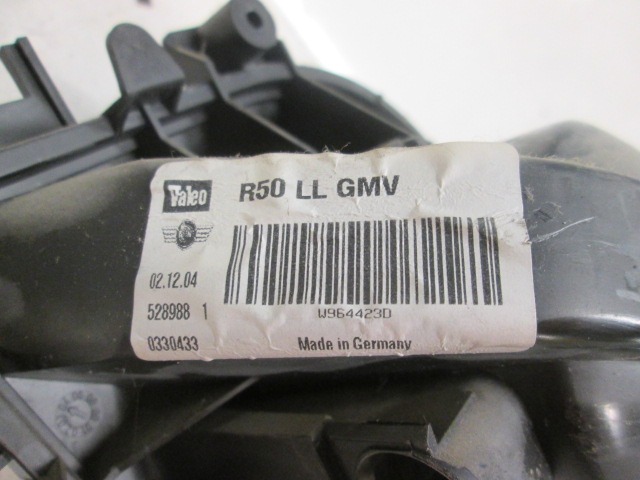 Valeo
R50 LL GMV
02.12.04
528988 1
W964423D
0330433
Made in Germany